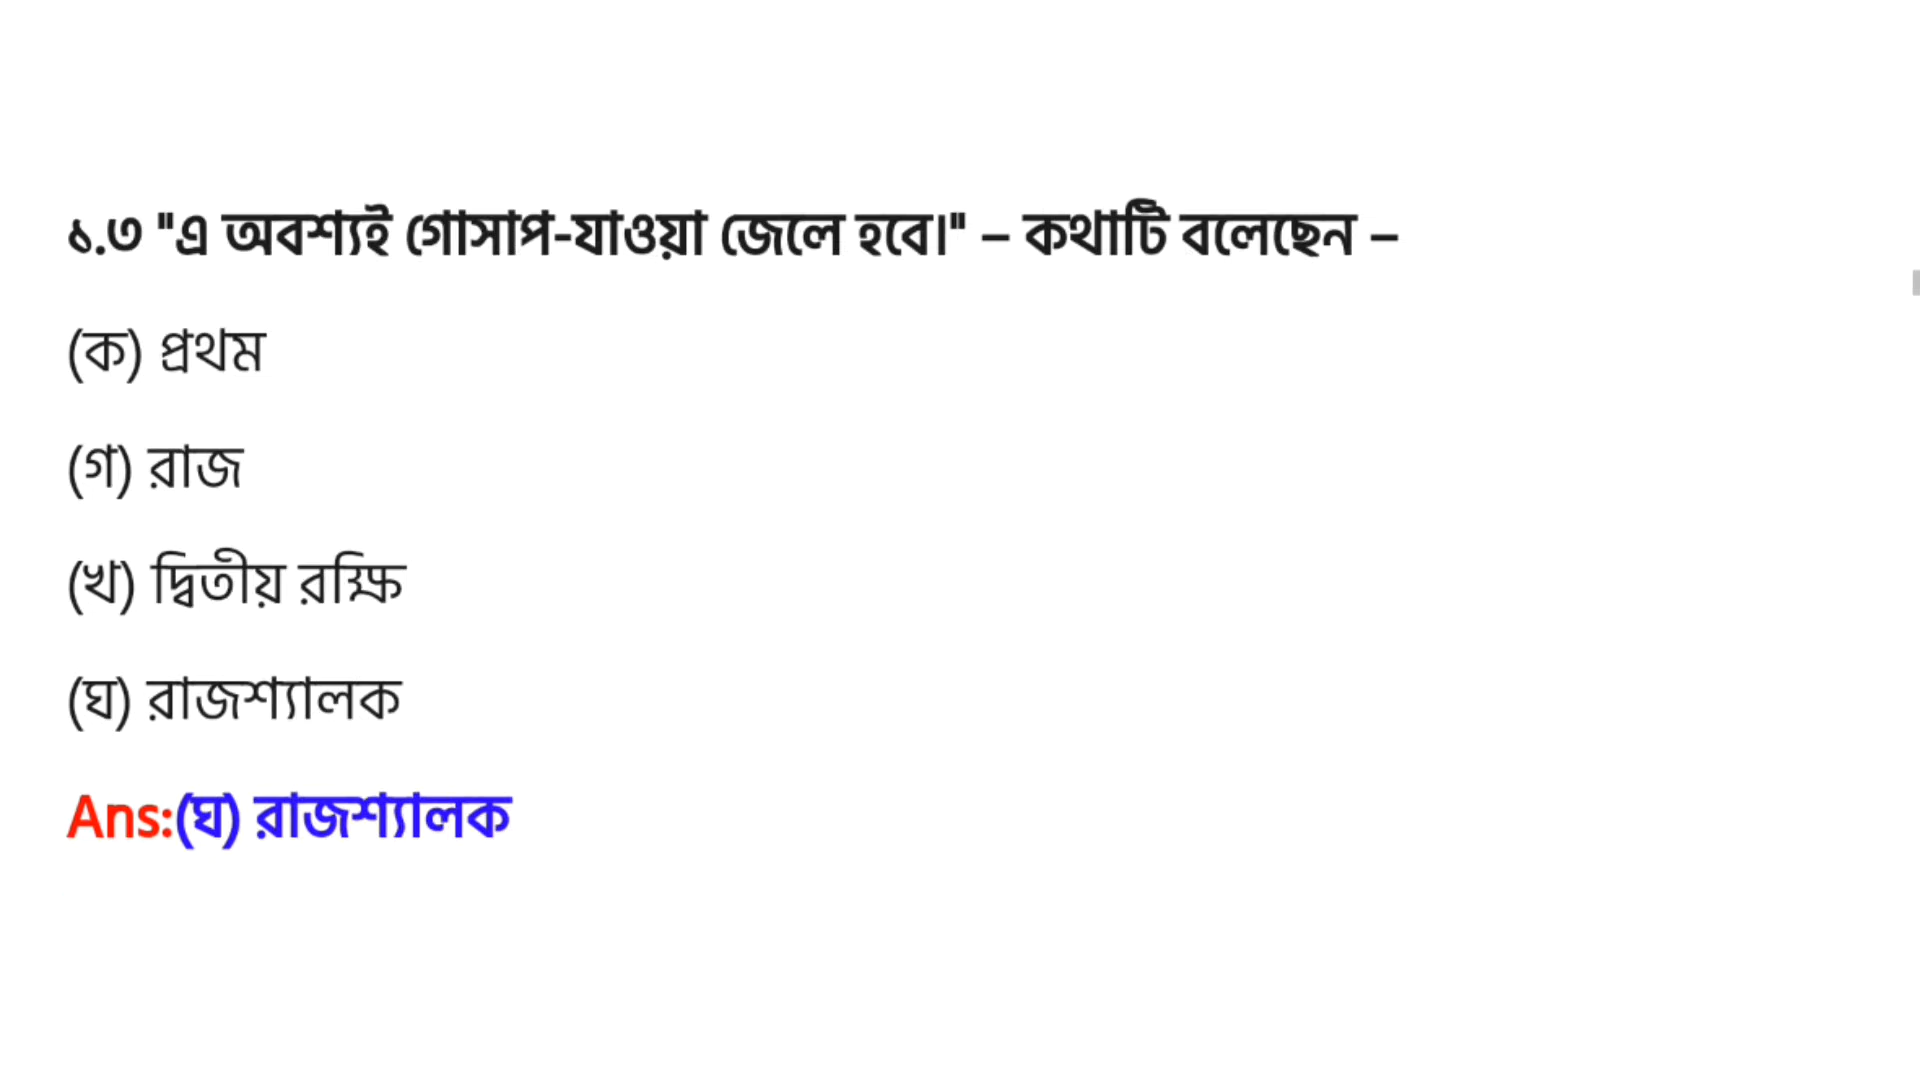 ১.৩ "এ অবশ্যই গোসাপ-যাওয়া জেলে হবে।" – কথাটি বলেছেন –
(ক) প্রথম
(গ) রাজ
(খ) দ্বিতীয় রক্ষি
(ঘ) রাজশ্যালক
Ans:(ঘ) রাজশ্যালক